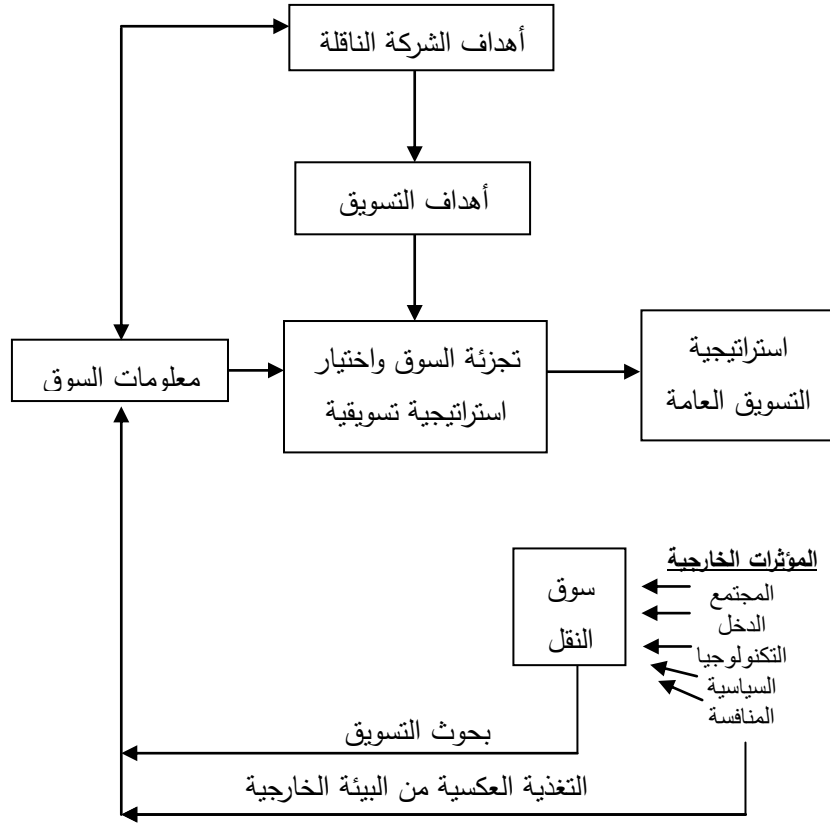 أهداف الشركة الناقلة
أهداف التسويق
معلومات السوق
تجزئة السوق واختيار
استراتيجية تسويقية
استراتيجية
التسويق العامة
سوق
النقل
المؤثرات الخارجية
المجتمع
الدخل
التكنولوجيا
السياسية
المنافسة
بحوث التسويق
التغذية العكسية من البيئة الخارجية